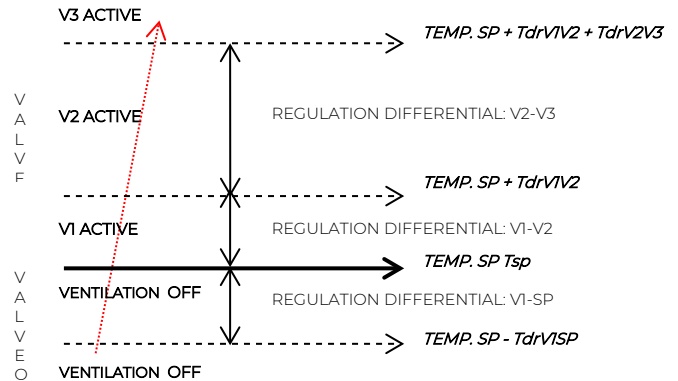 V3 ACTIVE
TEMP. SP + TdrV1V2 + TdrV2V3
V2 ACTIVE
REGULATION DIFFERENTIAL: V2-V3
V
A
L
V
F
TEMP. SP + TdrV1V2
V1 ACTIVE
REGULATION DIFFERENTIAL: V1-V2
TEMP. SP Tsp
VENTILATION OFF
REGULATION DIFFERENTIAL: V1-SP
V
A
L
V
E
O
TEMP. SP - TdrV1SP
VENTILATION OFF